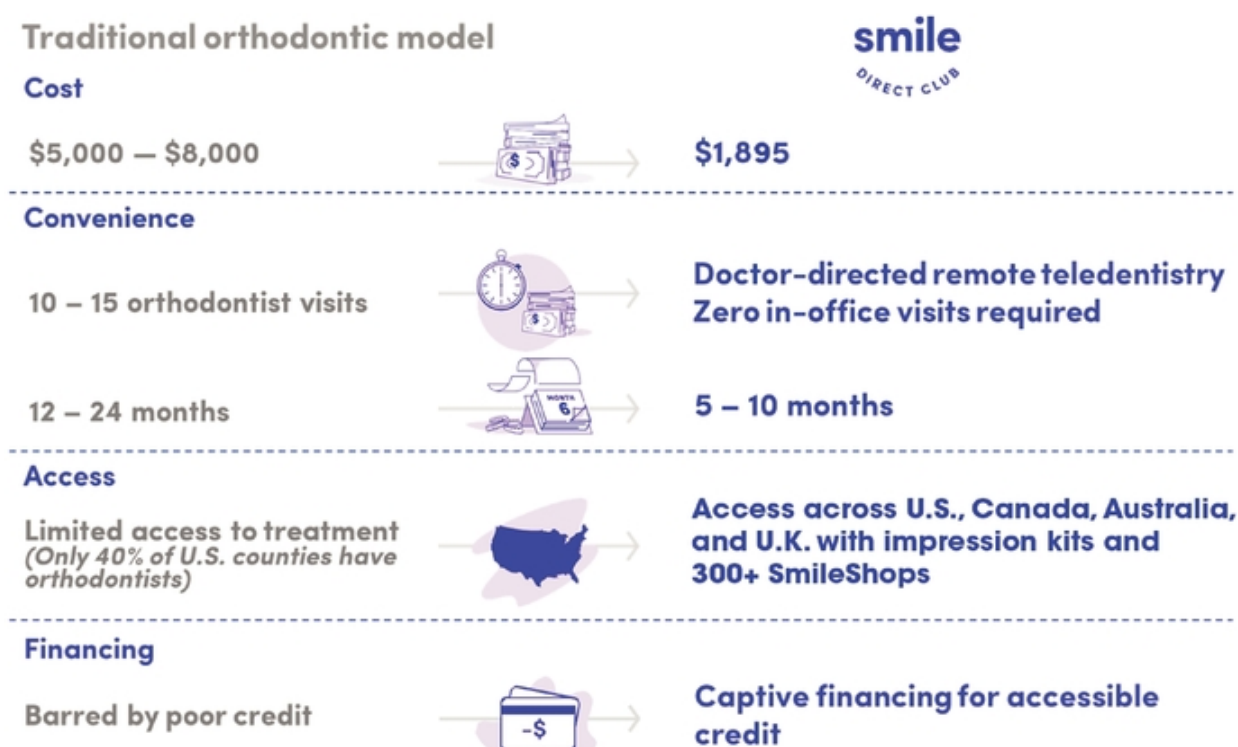 Traditional orthodontic model
smile
DIRECT CLUB
Cost
$5,000 — $8,000
$
$1,895
Convenience
10 – 15 orthodontist visits
$
Doctor-directed remote teledentistry
Zero in-office visits required
12 – 24 months
MONTH
6
5 – 10 months
Access
Limited access to treatment
(Only 40% of U.S. counties have
orthodontists)
Access across U.S., Canada, Australia,
and U.K. with impression kits and
300+ SmileShops
Financing
Barred by poor credit
-$
Captive financing for accessible
credit